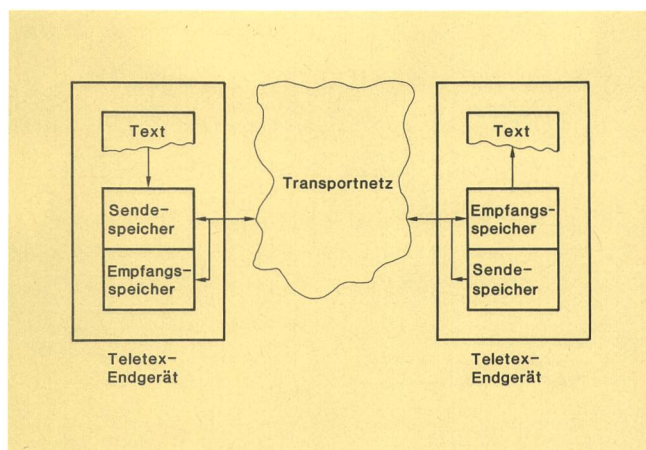 Text
Sende-
speicher
Empfangs-
speicher
Teletex-
Endgerät
Transportnetz
Text
Empfangs-
speicher
Sende-
speicher
Teletex-
Endgerät